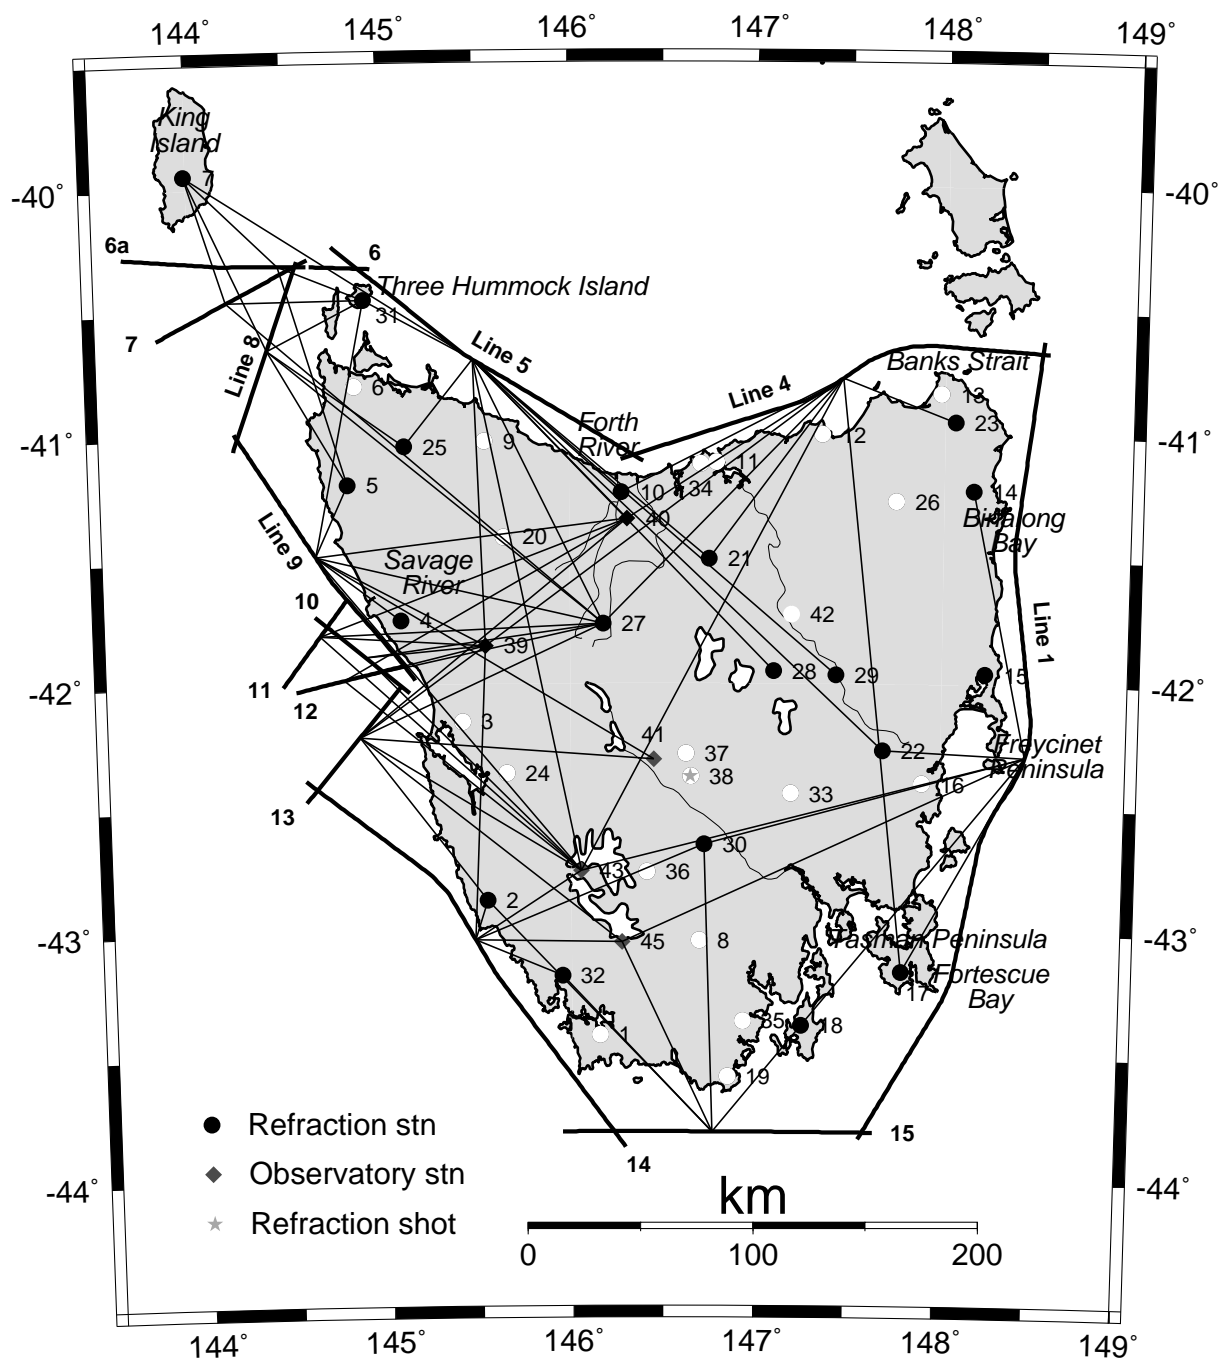 144° 145° 146° 147° 148° 149°
King
Island
7
-40° -40°
6a 6
Three Hummock Island
31
7 Line 8 Line 5
Banks Strait
Line 4
6 13
23
Forth
River
-41° -41°
25 9 2
11
5 10 34 26 14
40 Binalong
Bay
20
Line 9 21
Savage
River
10 4 27 42
Line 1
39
11 28 29 15
12
-42° -42°
3
41 37 22 Freycinet
Peninsula
24 38 33 16
13
30
43 36
2
45 8 Tasman Peninsula
-43° -43°
32 Fortescue
Bay
17
1 35 18
19
Refraction stn
15
14
Observatory stn
-44° -44°
km
Refraction shot
0 100 200
144° 145° 146° 147° 148° 149°